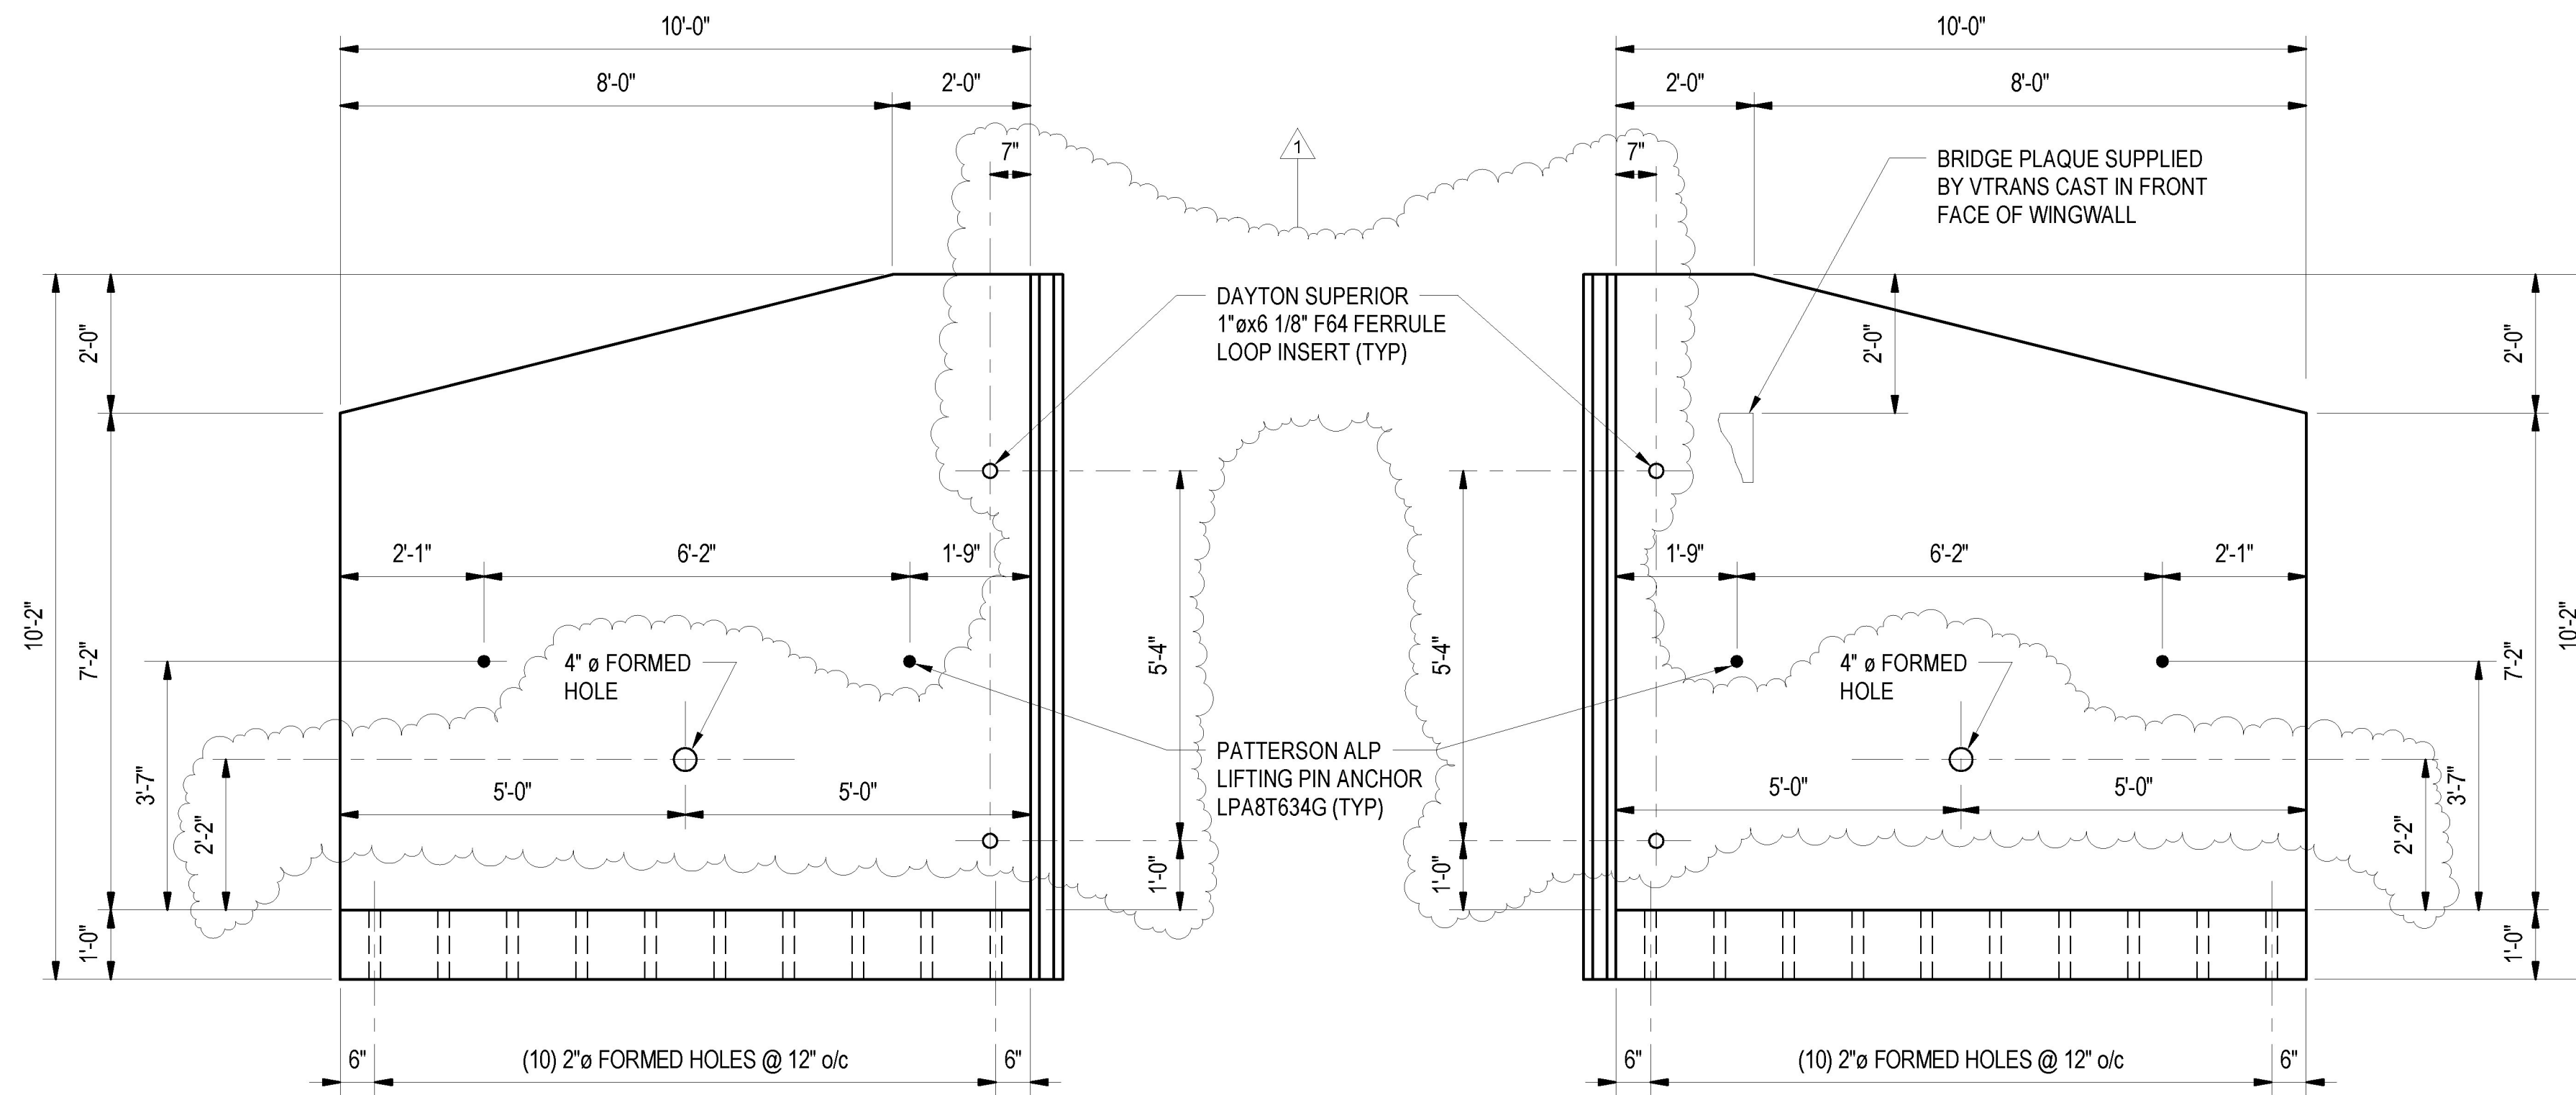 10'-0"
10'-0"
8'-0"
2'-0"
2'-0"
8'-0"
7"
1
7"
BRIDGE PLAQUE SUPPLIED
BY VTRANS CAST IN FRONT
FACE OF WINGWALL
DAYTON SUPERIOR
1"øx6 1/8" F64 FERRULE
LOOP INSERT (TYP)
2'-0"
2'-0"
2'-0"
2'-1"
6'-2"
1'-9"
1'-9"
6'-2"
2'-1"
10'-2"
7'-2"
5'-4"
5'-4"
7'-2"
10'-2"
4" ø FORMED
HOLE
4" ø FORMED
HOLE
PATTERSON ALP
LIFTING PIN ANCHOR
LPA8T634G (TYP)
3'-7"
5'-0"
5'-0"
5'-0"
5'-0"
3'-7"
2'-2"
2'-2"
1'-0"
1'-0"
1'-0"
1'-0"
6"
(10) 2"ø FORMED HOLES @ 12" o/c
6"
6"
(10) 2"ø FORMED HOLES @ 12" o/c
6"